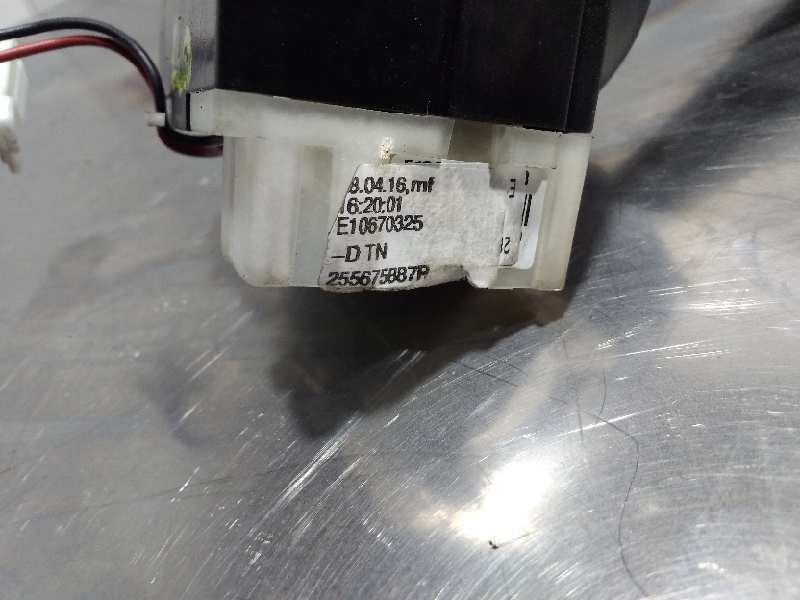 8.04.16,mf
16:20:01
E10670325
–D TN
255675887R